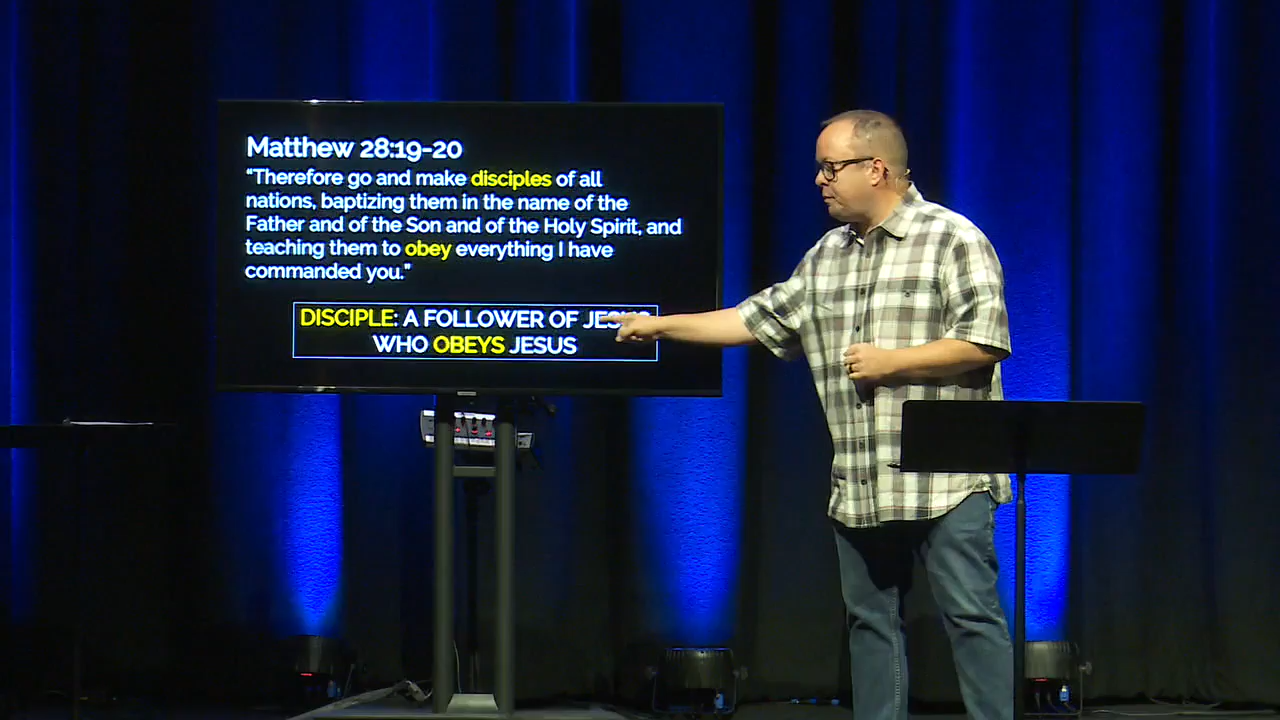 Matthew 28:19-20
“Therefore go and make disciples of all
nations, baptizing them in the name of the
Father and of the Son and of the Holy Spirit, and
teaching them to obey everything I have
commanded you.”
DISCIPLE: A FOLLOWER OF JESUS
WHO OBEYS JESUS